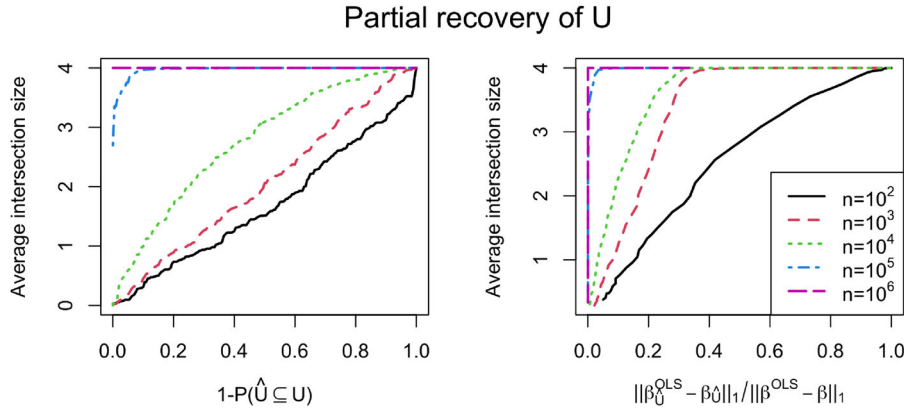 Partial recovery of U
Average intersection size
4
3
2
1
0
0.0 0.2 0.4 0.6 0.8 1.0
1-P(Û ⊆ U)
Average intersection size
4
3
2
1
0.0 0.2 0.4 0.6 0.8 1.0
||β_Û^OLS − β_Û||₁/||β^OLS − β||₁
n=10²
n=10³
n=10⁴
n=10⁵
n=10⁶